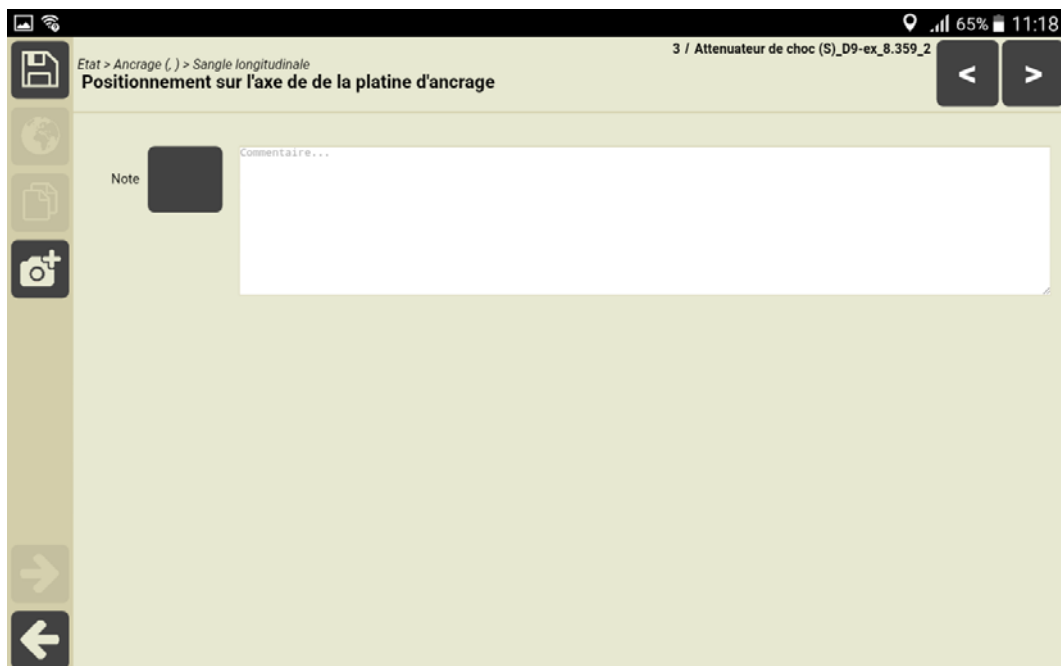 65% 11:18
3 / Attenuateur de choc (S)_D9-ex_8.359_2
Etat > Ancrage (, ) > Sangle longitudinale
Positionnement sur l'axe de de la platine d'ancrage
< >
Commentaire...
Note